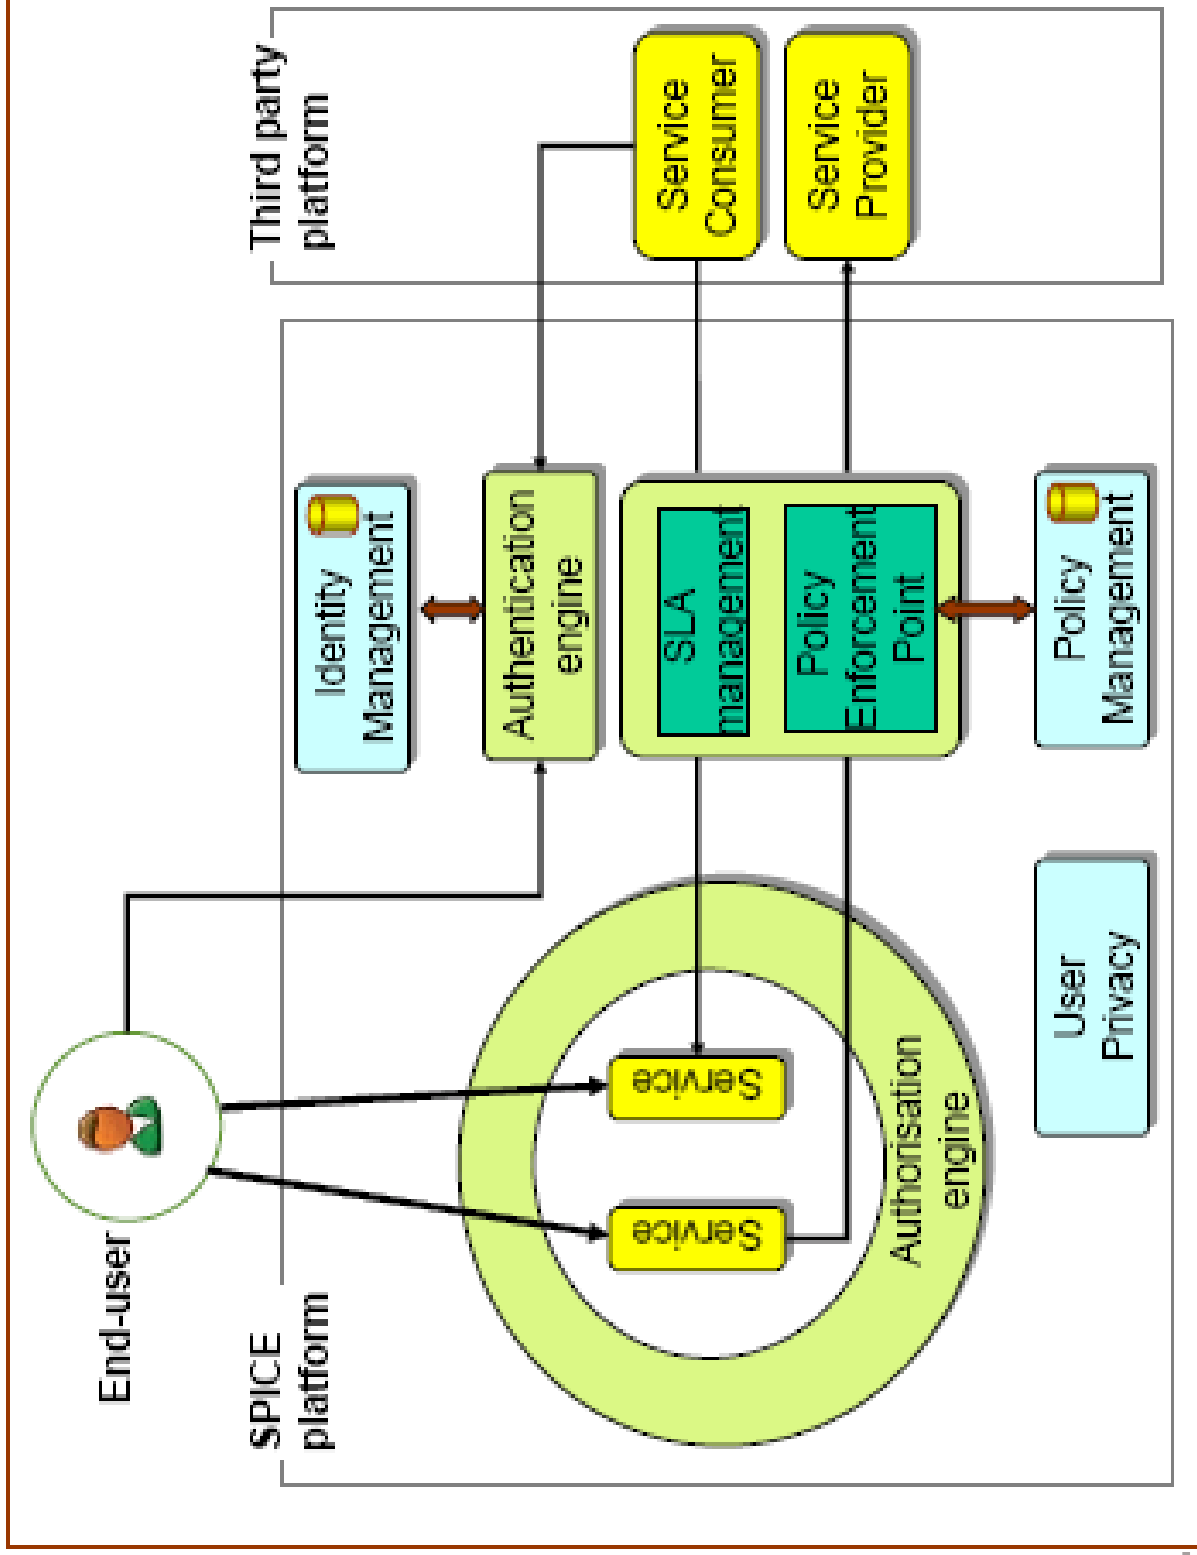 End-user
SPICE
platform
Third party
platform
Identity
Management
Authentication
engine
SLA
management
Policy
Enforcement
Point
Policy
Management
User
Privacy
Authorisation
engine
Service
Service
Service
Consumer
Service
Provider